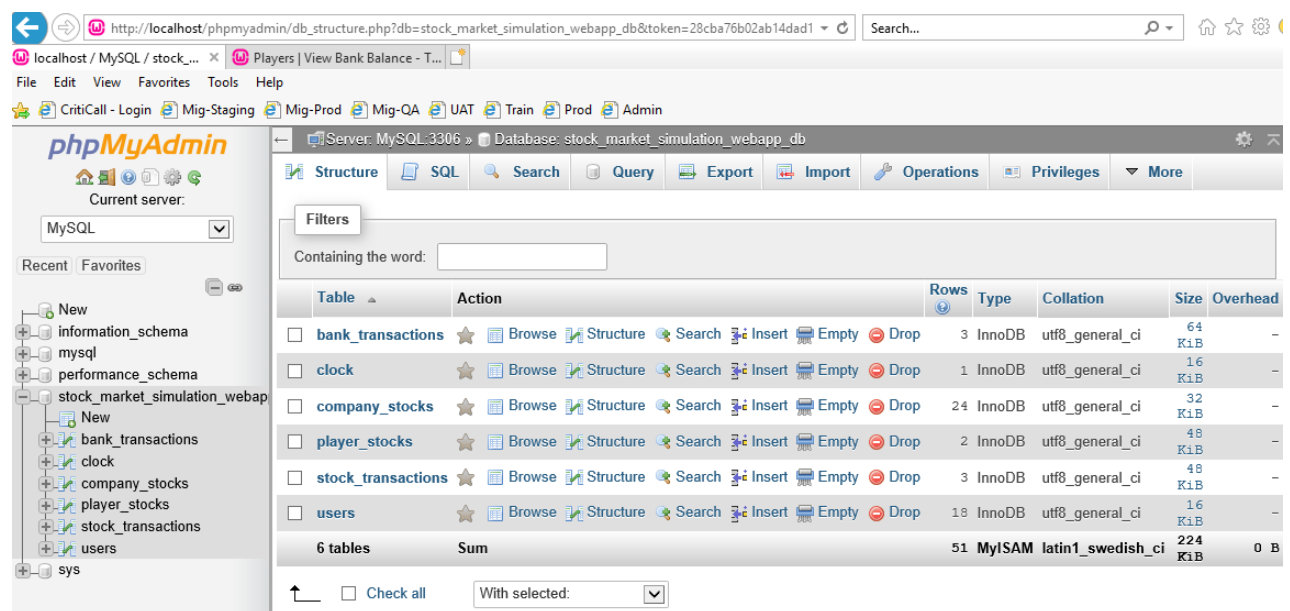 http://localhost/phpmyadmin/db_structure.php?db=stock_market_simulation_webapp_db&token=28cba76b02ab14dad1 Search...
localhost / MySQL / stock_... Players | View Bank Balance - T...
File Edit View Favorites Tools Help
CritiCall - Login Mig-Staging Mig-Prod Mig-QA UAT Train Prod Admin
phpMyAdmin
Current server:
MySQL
Recent Favorites
New
information_schema
mysql
performance_schema
stock_market_simulation_webap
New
bank_transactions
clock
company_stocks
player_stocks
stock_transactions
users
sys
Server: MySQL:3306 » Database: stock_market_simulation_webapp_db
Structure SQL Search Query Export Import Operations Privileges More
Filters
Containing the word:
Table Action Rows Type Collation Size Overhead
bank_transactions Browse Structure Search Insert Empty Drop 3 InnoDB utf8_general_ci 64 KiB -
clock Browse Structure Search Insert Empty Drop 1 InnoDB utf8_general_ci 16 KiB -
company_stocks Browse Structure Search Insert Empty Drop 24 InnoDB utf8_general_ci 32 KiB -
player_stocks Browse Structure Search Insert Empty Drop 2 InnoDB utf8_general_ci 48 KiB -
stock_transactions Browse Structure Search Insert Empty Drop 3 InnoDB utf8_general_ci 48 KiB -
users Browse Structure Search Insert Empty Drop 18 InnoDB utf8_general_ci 16 KiB -
6 tables Sum 51 MyISAM latin1_swedish_ci 224 KiB 0 B
Check all With selected: